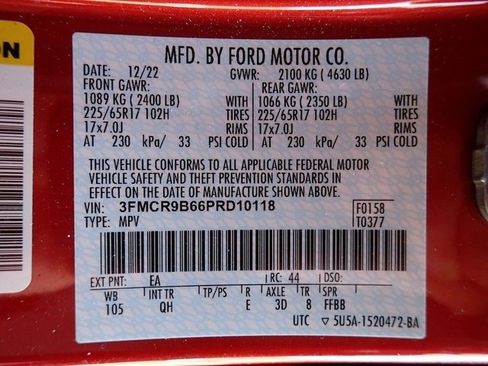 ON
MFD. BY FORD MOTOR CO.
DATE: 12/22 GVWR: 2100 KG ( 4630 LB)
FRONT GAWR: REAR GAWR:
1089 KG ( 2400 LB) WITH 1066 KG ( 2350 LB) WITH
225/65R17 102H TIRES 225/65R17 102H TIRES
17x7.0J RIMS 17x7.0J RIMS
AT 230 kPa/ 33 PSI COLD AT 230 kPa/ 33 PSI COLD
THIS VEHICLE CONFORMS TO ALL APPLICABLE FEDERAL MOTOR
VEHICLE SAFETY AND THEFT PREVENTION STANDARDS IN
EFFECT ON THE DATE OF MANUFACTURE SHOWN ABOVE.
VIN: 3FMCR9B66PRD10118 F0158
TYPE: MPV T0377
EXT PNT: EA RC: 44 DSO:
WB INT TR TP/PS R AXLE TR SPR
105 QH E 3D 8 FFBB
UTC ▽ 5U5A-1520472-BA